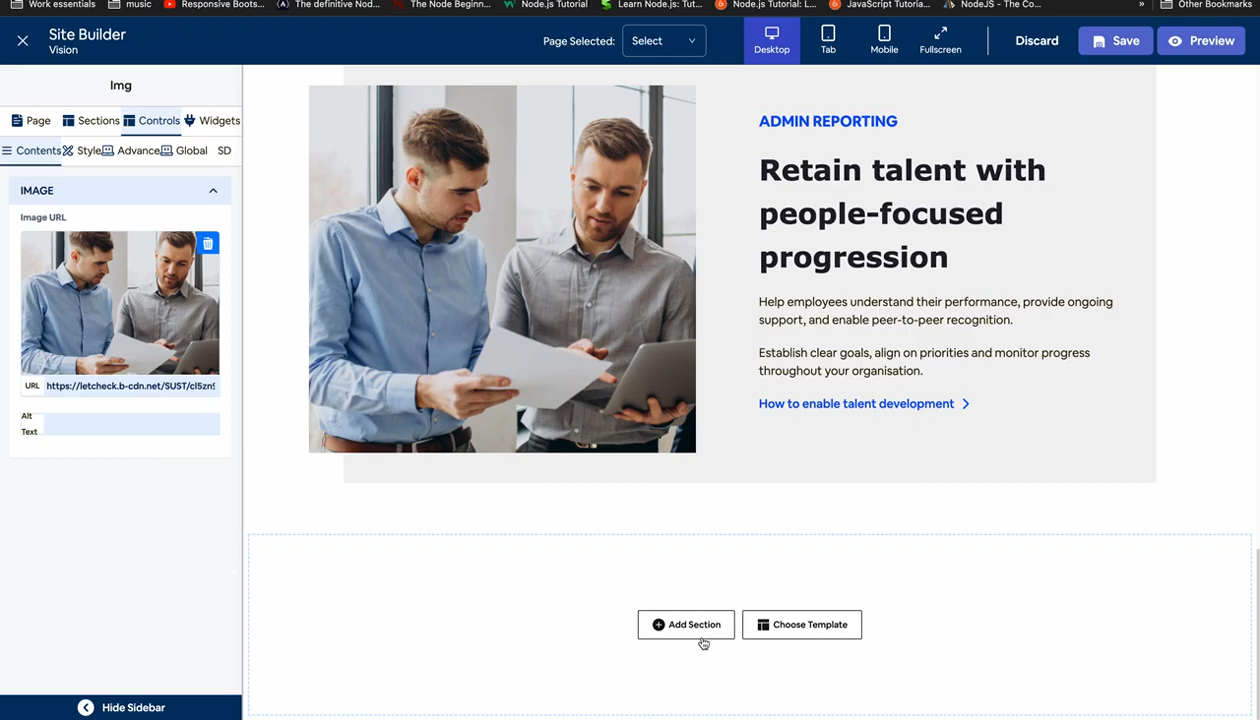 Work essentials
music
Responsive Boots...
The definitive Nod...
The Node Beginn...
Node.js Tutorial
Learn Node.js: Tut...
Node.js Tutorial: L...
JavaScript Tutoria...
NodeJS - The Co...
»
Other Bookmarks
Site Builder
Vision
Page Selected:
Select
Desktop
Tab
Mobile
Fullscreen
Discard
Save
Preview
Img
Page
Sections
Controls
Widgets
Contents
Style
Advance
Global
SD
IMAGE
Image URL
URL
https://letcheck.b-cdn.net/SUST/cl5zn9
Alt
Text
ADMIN REPORTING
Retain talent with
people-focused
progression
Help employees understand their performance, provide ongoing
support, and enable peer-to-peer recognition.
Establish clear goals, align on priorities and monitor progress
throughout your organisation.
How to enable talent development
Add Section
Choose Template
Hide Sidebar